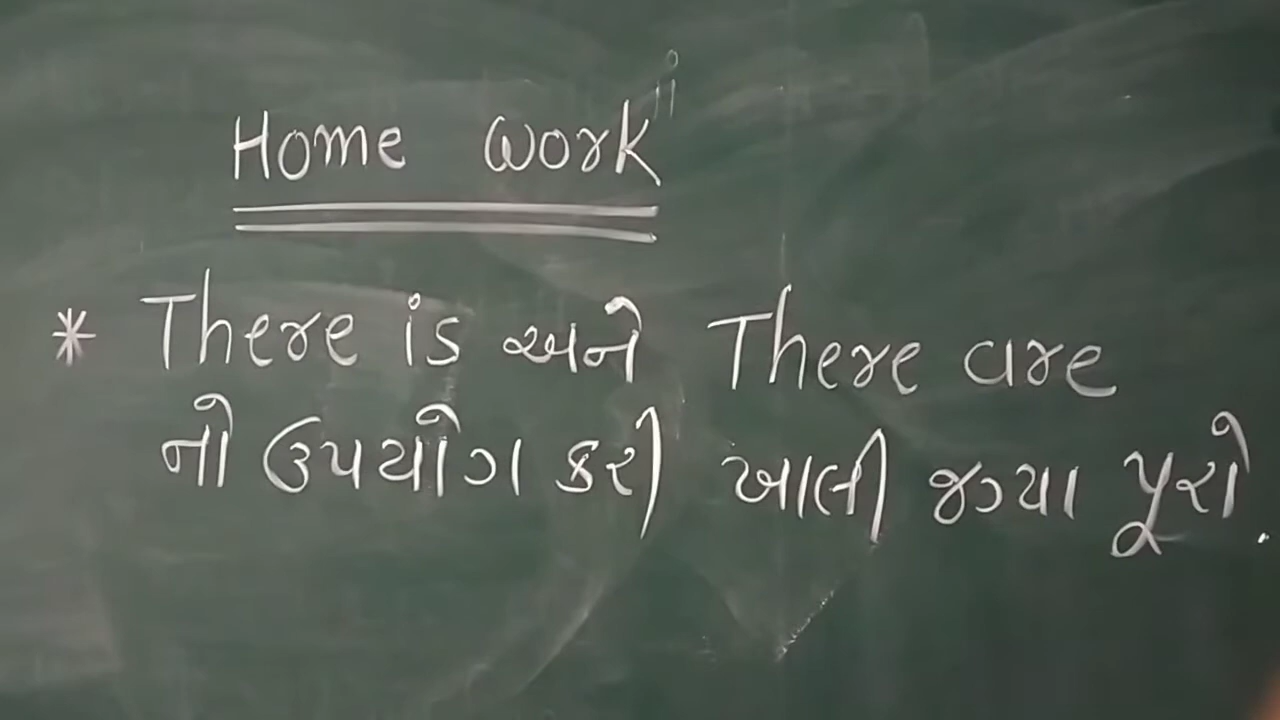 Home work
* There is અને There are
નો ઉપયોગ કરી ખાલી જગ્યા પૂરો.